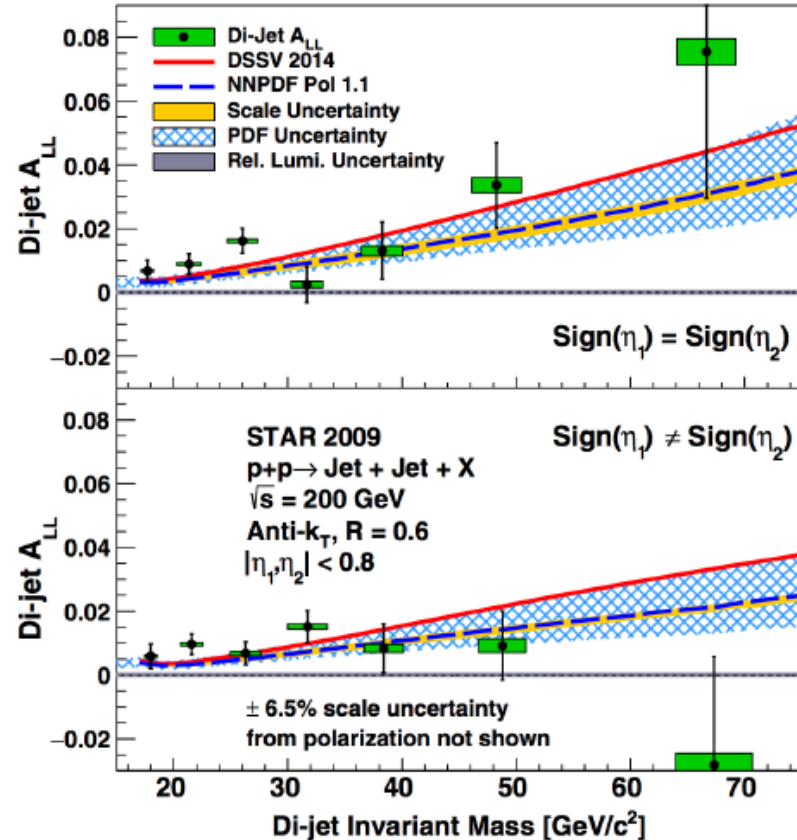 Di-jet A_LL
0.08
0.06
0.04
0.02
0
−0.02
Di-Jet A_LL
DSSV 2014
NNPDF Pol 1.1
Scale Uncertainty
PDF Uncertainty
Rel. Lumi. Uncertainty
Sign(η₁) = Sign(η₂)
Di-jet A_LL
0.08
0.06
0.04
0.02
0
−0.02
STAR 2009
p+p→ Jet + Jet + X
√s = 200 GeV
Anti-k_T, R = 0.6
|η₁,η₂| < 0.8
Sign(η₁) ≠ Sign(η₂)
± 6.5% scale uncertainty
from polarization not shown
20 30 40 50 60 70
Di-jet Invariant Mass [GeV/c²]